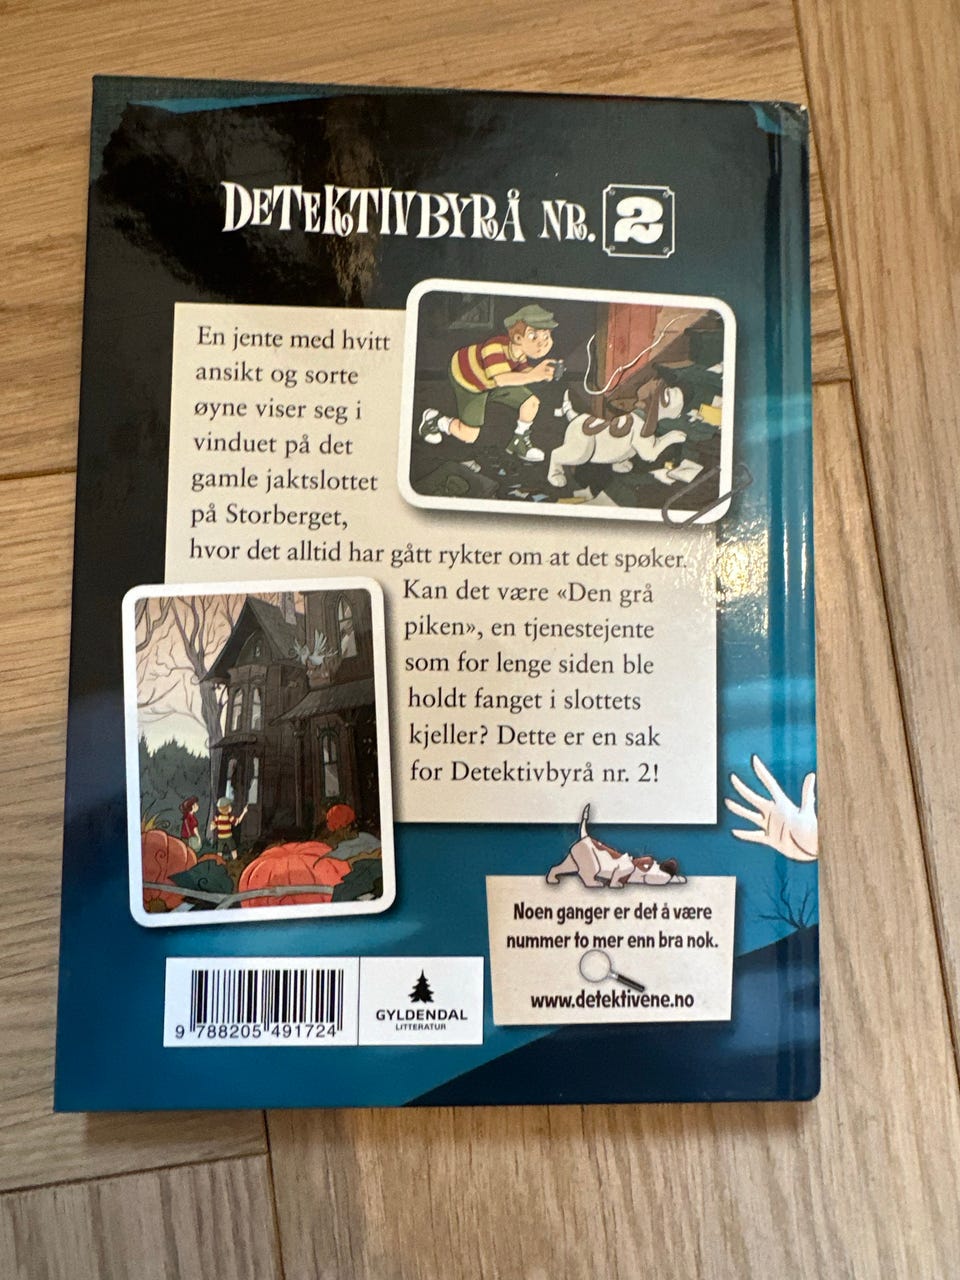 DETEKTIVBYRÅ NR. 2
En jente med hvitt
ansikt og sorte
øyne viser seg i
vinduet på det
gamle jaktslottet
på Storberget,
hvor det alltid har gått rykter om at det spøker.
Kan det være «Den grå
piken», en tjenestejente
som for lenge siden ble
holdt fanget i slottets
kjeller? Dette er en sak
for Detektivbyrå nr. 2!
Noen ganger er det å være
nummer to mer enn bra nok.
www.detektivene.no
9 788205 491724
GYLDENDAL
LITTERATUR